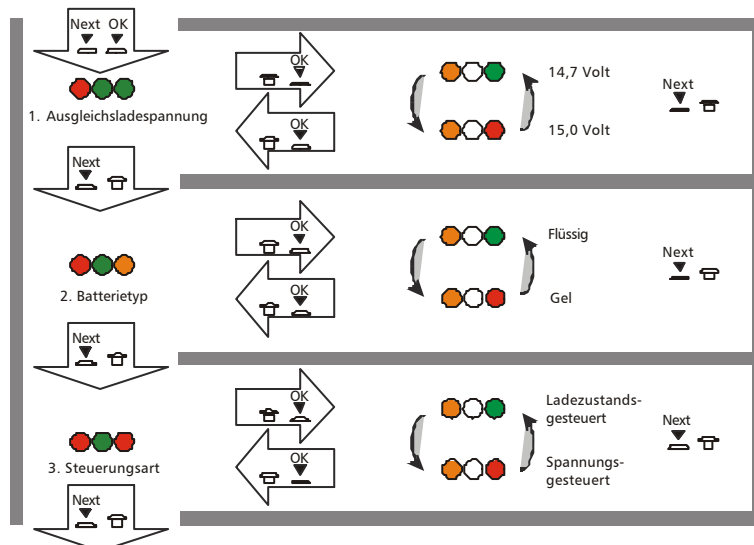 Next OK
1. Ausgleichsladespannung
OK
OK
14,7 Volt
15,0 Volt
Next
Next
2. Batterietyp
OK
OK
Flüssig
Gel
Next
Next
3. Steuerungsart
OK
OK
Ladezustands-
gesteuert
Spannungs-
gesteuert
Next
Next